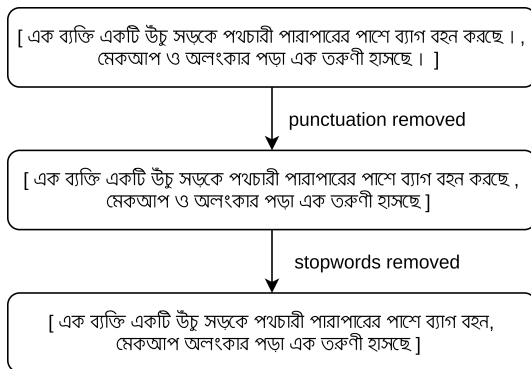 [ এক ব্যক্তি একটি উঁচু সড়কে পথচারী পারাপারের পাশে ব্যাগ বহন করছে । ,
মেকআপ ও অলংকার পড়া এক তরুণী হাসছে । ]
punctuation removed
[ এক ব্যক্তি একটি উঁচু সড়কে পথচারী পারাপারের পাশে ব্যাগ বহন করছে ,
মেকআপ ও অলংকার পড়া এক তরুণী হাসছে ]
stopwords removed
[ এক ব্যক্তি একটি উঁচু সড়কে পথচারী পারাপারের পাশে ব্যাগ বহন,
মেকআপ অলংকার পড়া এক তরুণী হাসছে ]